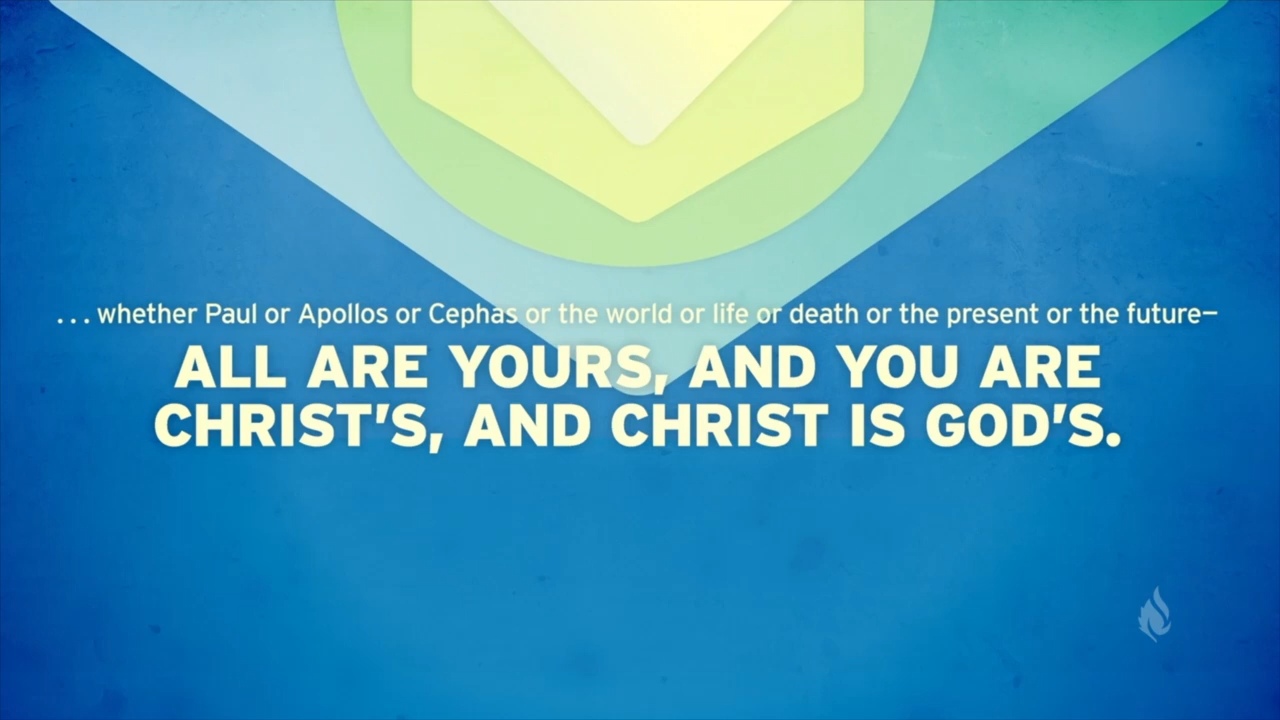 ... whether Paul or Apollos or Cephas or the world or life or death or the present or the future—
ALL ARE YOURS, AND YOU ARE
CHRIST'S, AND CHRIST IS GOD'S.